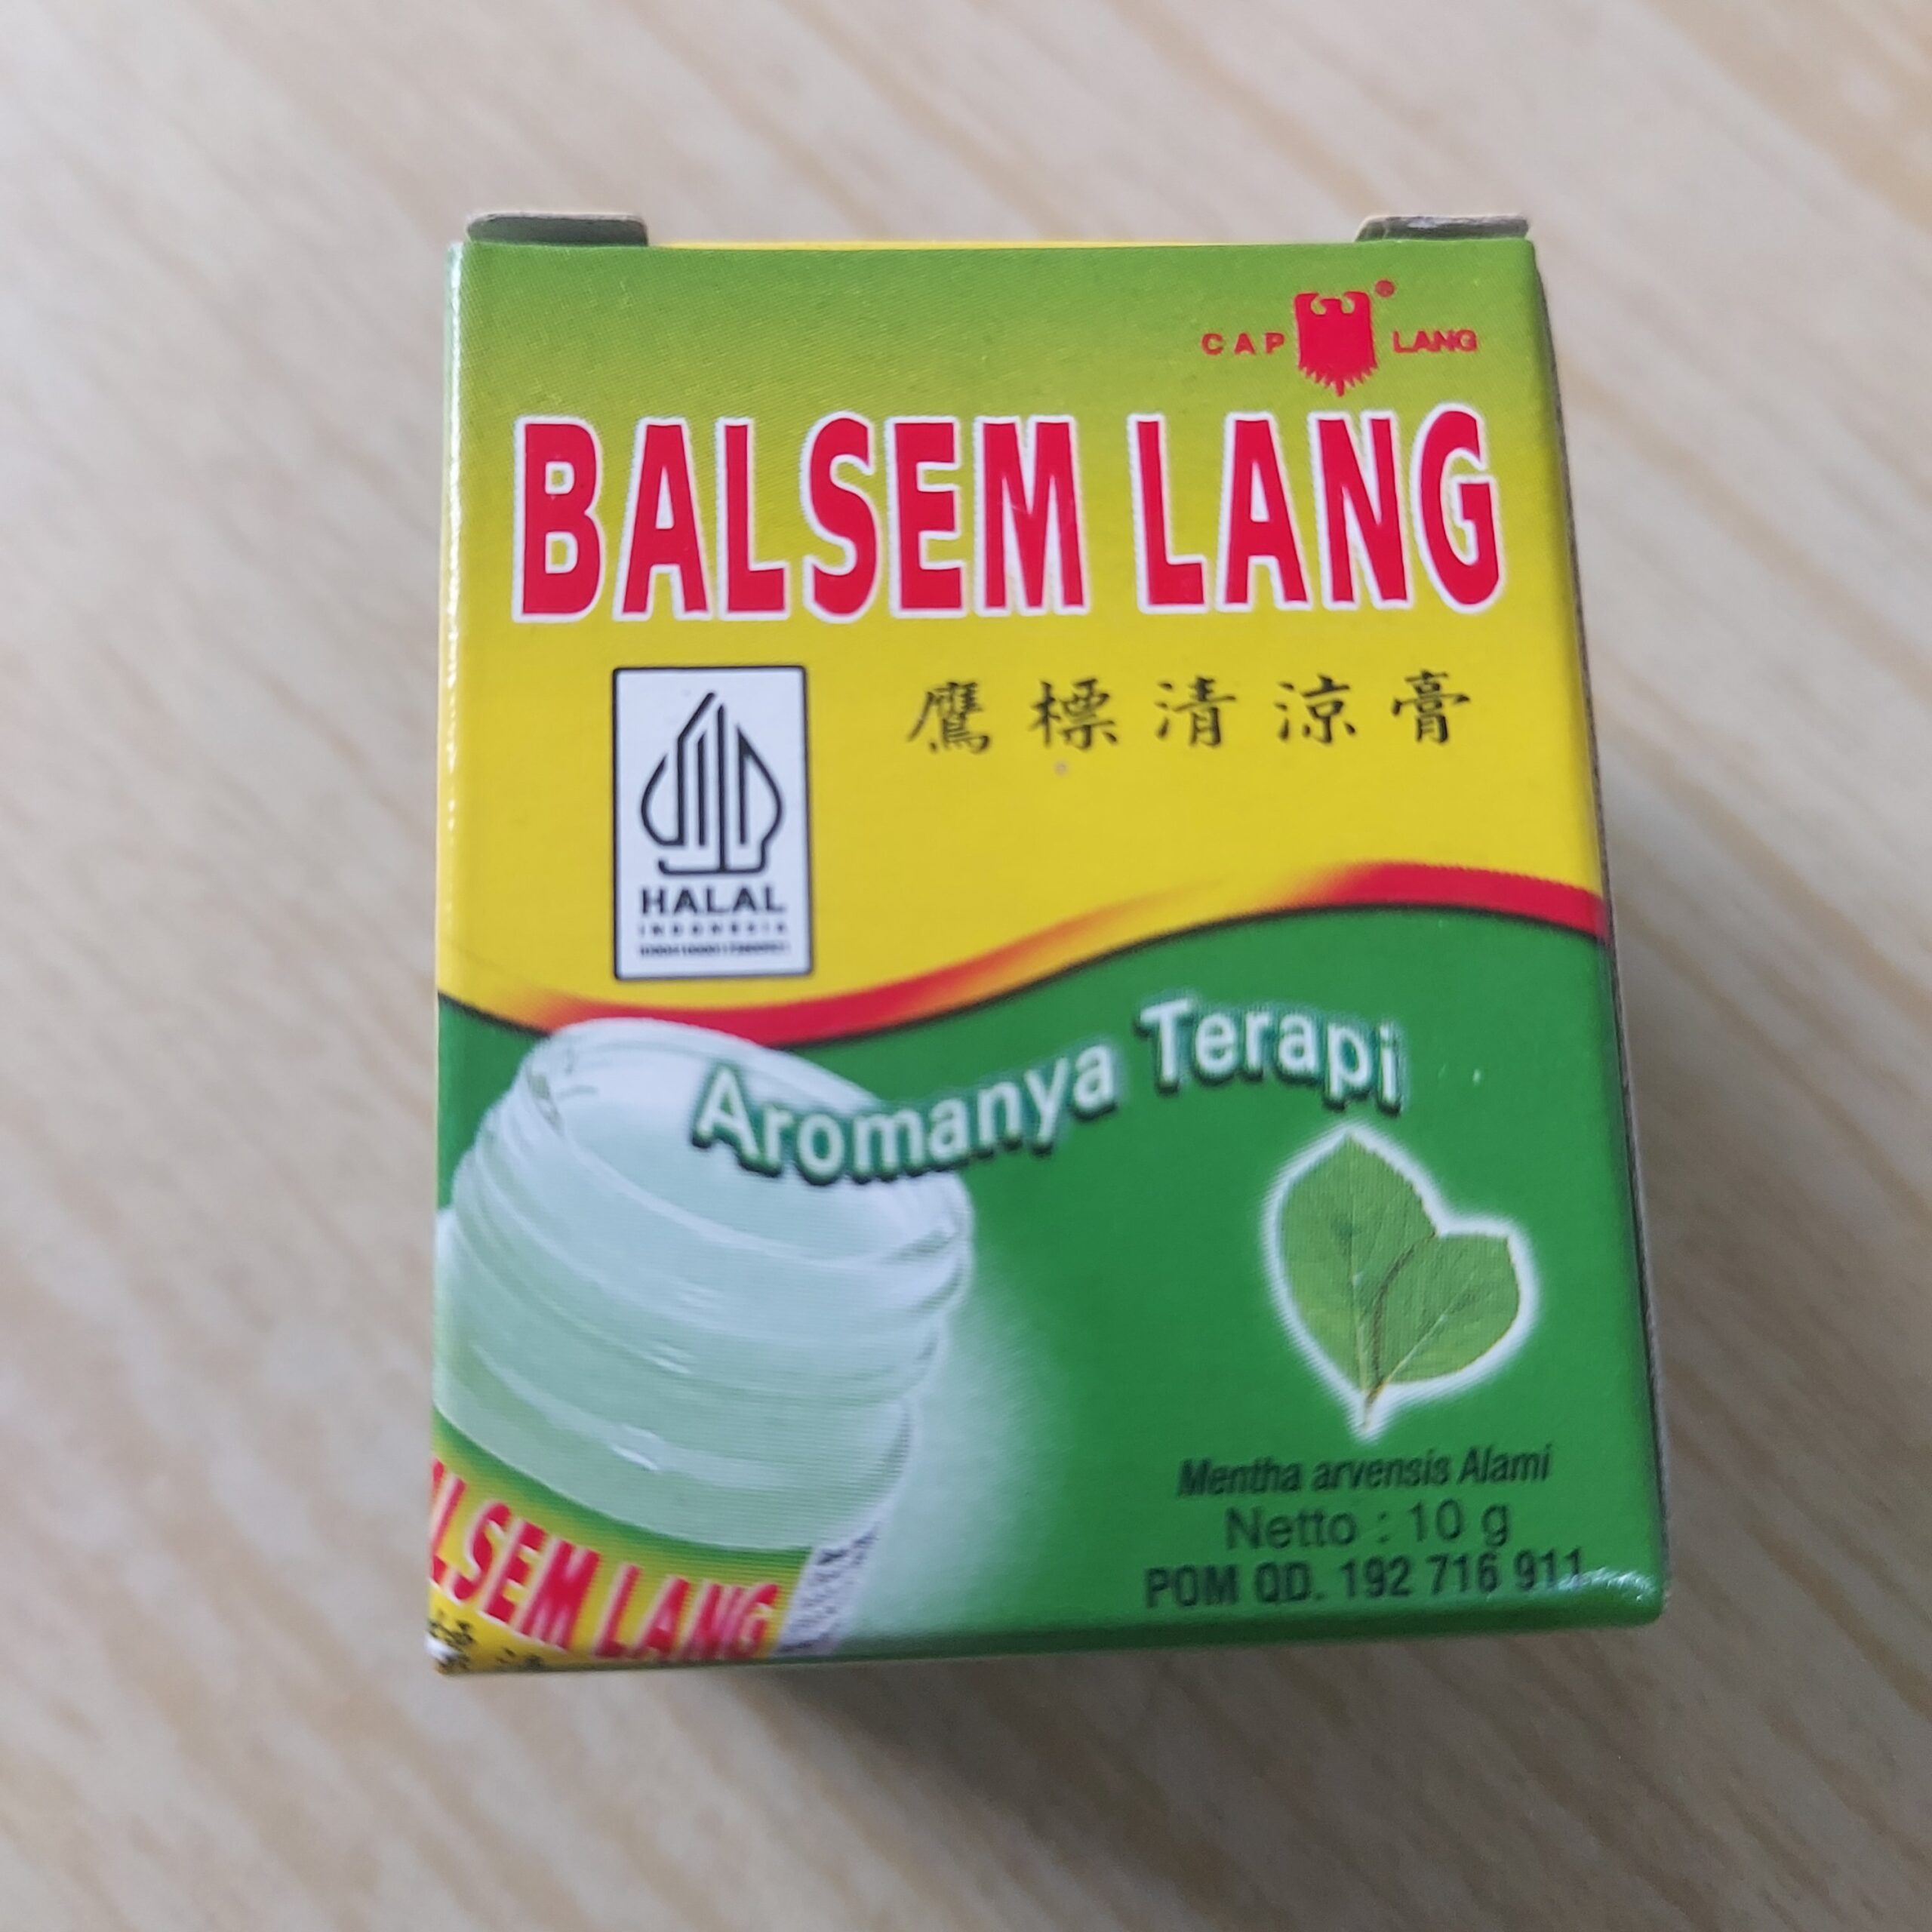 CAP LANG
BALSEM LANG
鷹標清涼膏
HALAL
INDONESIA
Aromanya Terapi
Mentha arvensis Alami
Netto : 10 g
POM QD. 192 716 911
LSEM LANG